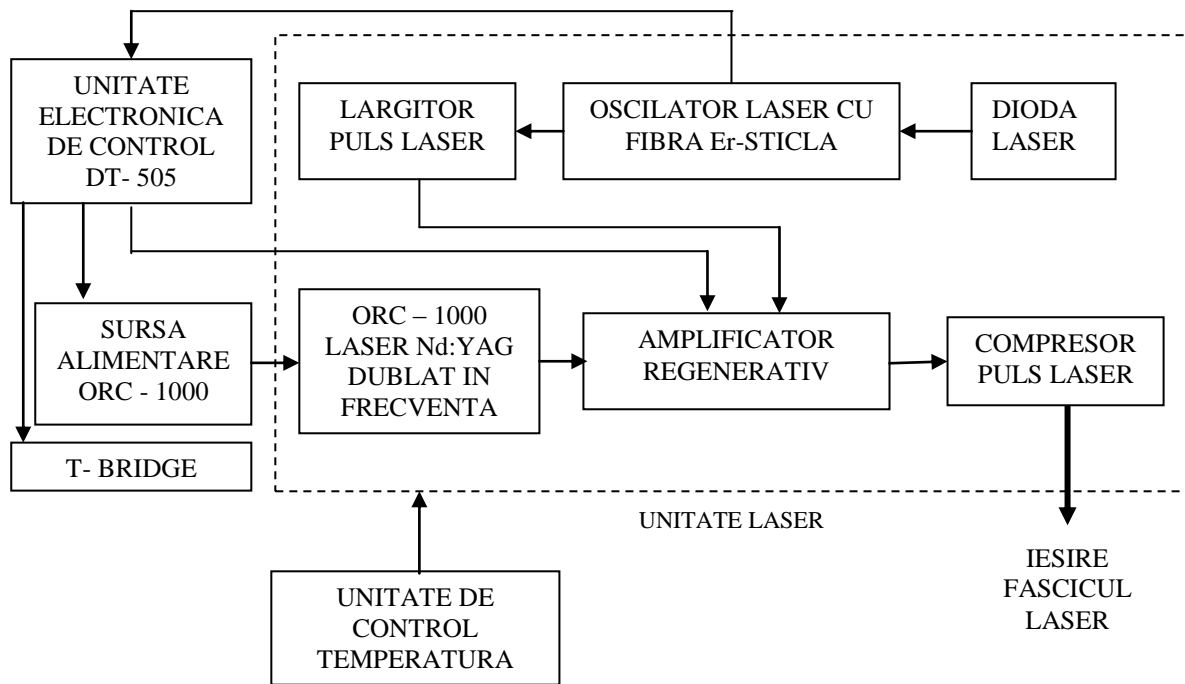 UNITATE
ELECTRONICA
DE CONTROL
DT- 505
LARGITOR
PULS LASER
OSCILATOR LASER CU
FIBRA Er-STICLA
DIODA
LASER
SURSA
ALIMENTARE
ORC - 1000
ORC – 1000
LASER Nd:YAG
DUBLAT IN
FRECVENTA
AMPLIFICATOR
REGENERATIV
COMPRESOR
PULS LASER
T- BRIDGE
UNITATE LASER
UNITATE DE
CONTROL
TEMPERATURA
IESIRE
FASCICUL
LASER